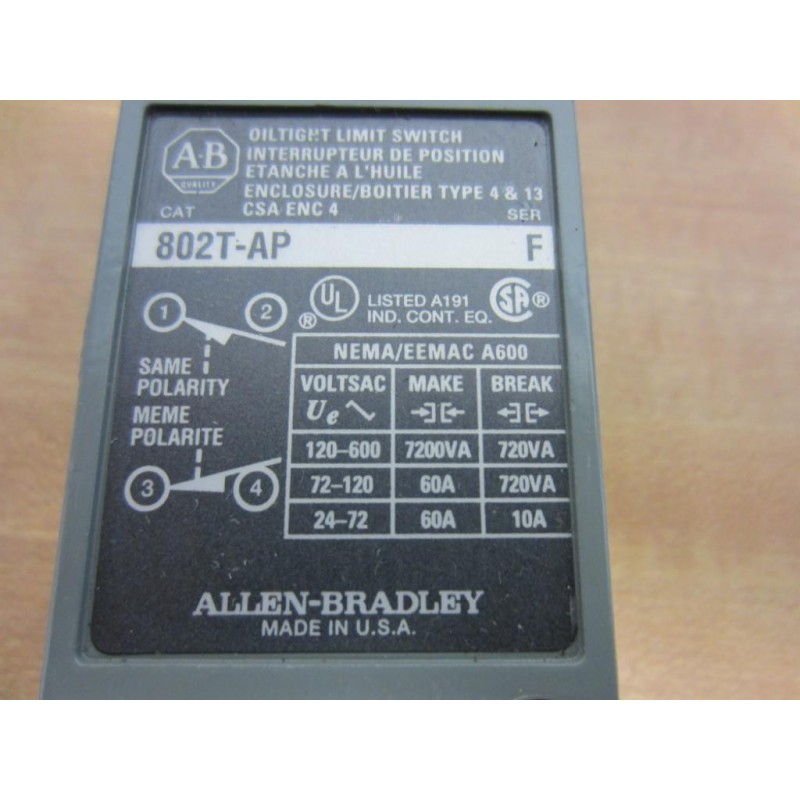 A-B
QUALITY
OILTIGHT LIMIT SWITCH
INTERRUPTEUR DE POSITION
ETANCHE A L'HUILE
ENCLOSURE/BOITIER TYPE 4 & 13
CAT CSA ENC 4 SER
802T-AP F
1 2
UL ® LISTED A191
IND. CONT. EQ.
SA ®
SAME
POLARITY
MEME
POLARITE
3 4
NEMA/EEMAC A600
VOLTSAC MAKE BREAK
Ue
120-600 7200VA 720VA
72-120 60A 720VA
24-72 60A 10A
ALLEN-BRADLEY
MADE IN U.S.A.